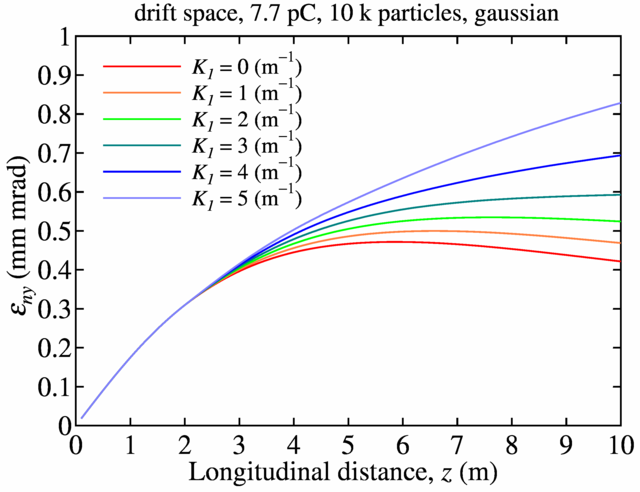 drift space, 7.7 pC, 10 k particles, gaussian
1
0.9
0.8
0.7
0.6
0.5
0.4
0.3
0.2
0.1
0
εny (mm mrad)
K1 = 0 (m⁻¹)
K1 = 1 (m⁻¹)
K1 = 2 (m⁻¹)
K1 = 3 (m⁻¹)
K1 = 4 (m⁻¹)
K1 = 5 (m⁻¹)
0 1 2 3 4 5 6 7 8 9 10
Longitudinal distance, z (m)